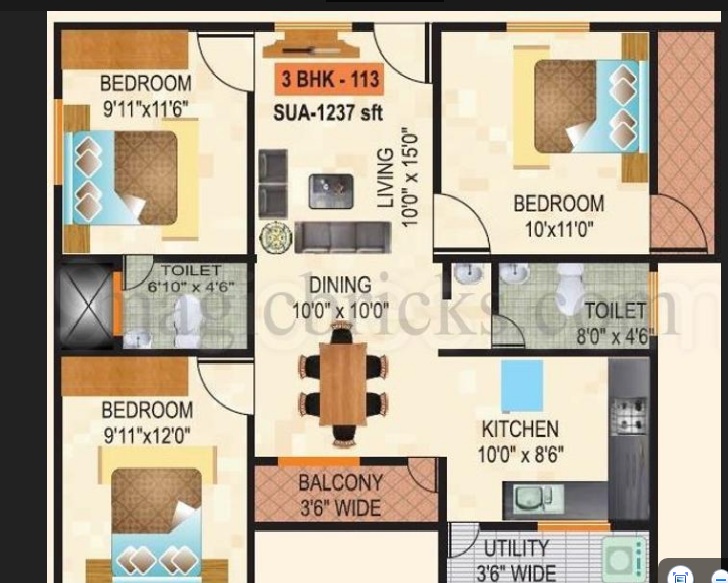 BEDROOM
9'11"x11'6"
3 BHK - 113
SUA-1237 sft
LIVING
10'0" x 15'0"
BEDROOM
10'x11'0"
TOILET
6'10" x 4'6"
DINING
10'0" x 10'0"
magicbricks.com
TOILET
8'0" x 4'6"
BEDROOM
9'11"x12'0"
KITCHEN
10'0" x 8'6"
BALCONY
3'6" WIDE
UTILITY
3'6" WIDE